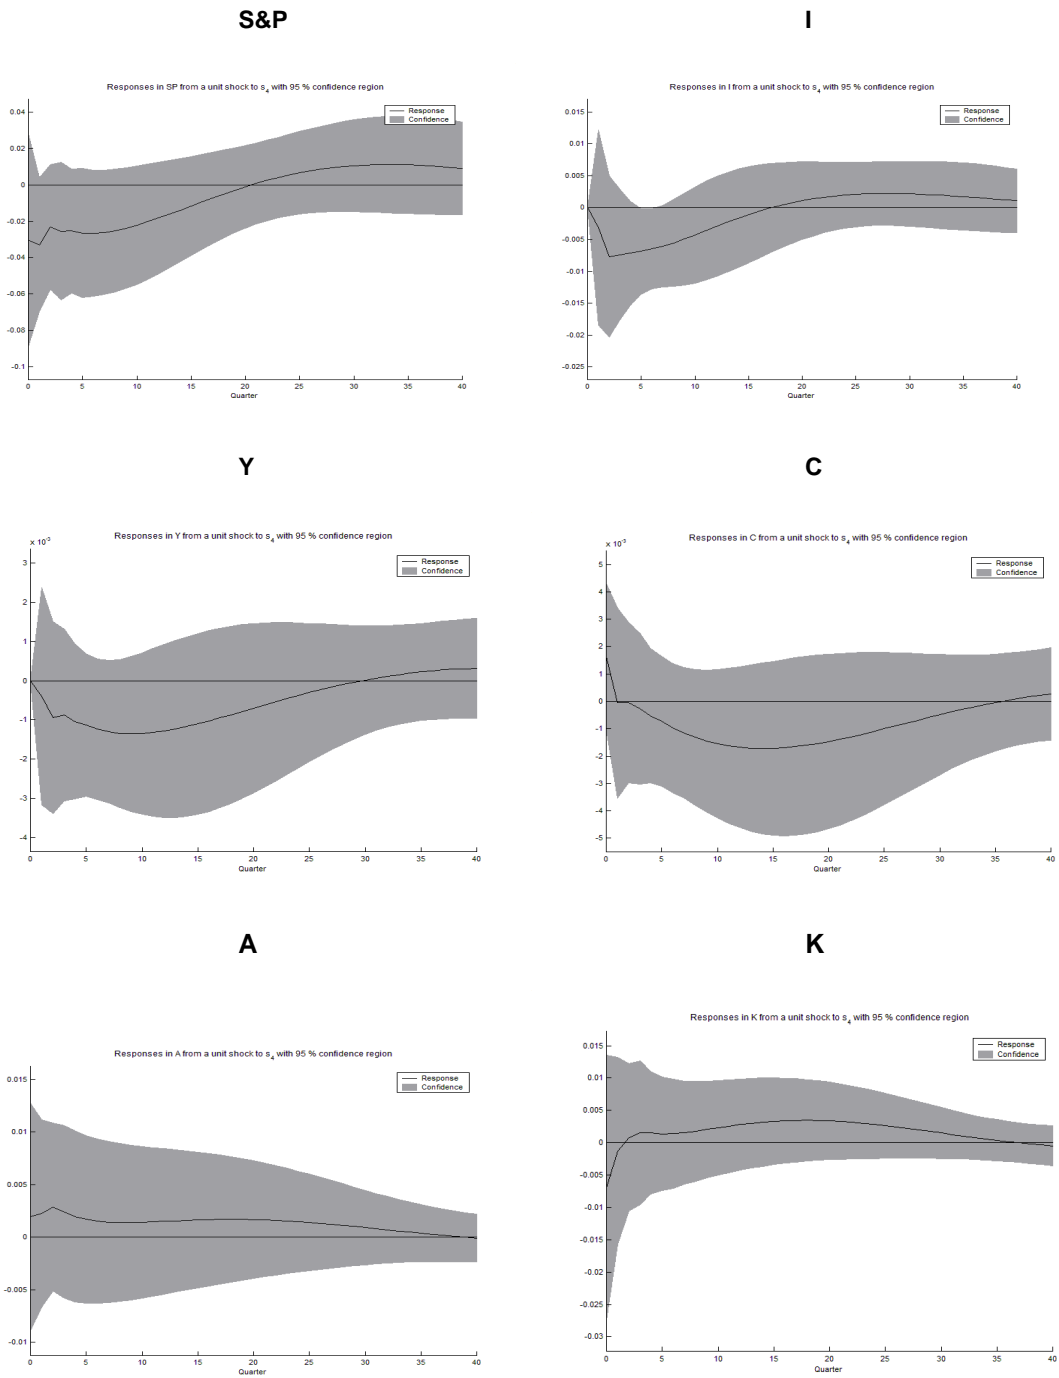 S&P
I
Responses in SP from a unit shock to s4 with 95 % confidence region
Response
Confidence
0.04
0.02
0
-0.02
-0.04
-0.06
-0.08
-0.1
0 5 10 15 20 25 30 35 40
Quarter
Responses in I from a unit shock to s4 with 95 % confidence region
Response
Confidence
0.015
0.01
0.005
0
-0.005
-0.01
-0.015
-0.02
-0.025
0 5 10 15 20 25 30 35 40
Quarter
Y
C
Responses in Y from a unit shock to s4 with 95 % confidence region
x 10-3
Response
Confidence
3
2
1
0
-1
-2
-3
-4
0 5 10 15 20 25 30 35 40
Quarter
Responses in C from a unit shock to s4 with 95 % confidence region
x 10-3
Response
Confidence
5
4
3
2
1
0
-1
-2
-3
-4
-5
0 5 10 15 20 25 30 35 40
Quarter
A
K
Responses in A from a unit shock to s4 with 95 % confidence region
Response
Confidence
0.015
0.01
0.005
0
-0.005
-0.01
0 5 10 15 20 25 30 35 40
Quarter
Responses in K from a unit shock to s4 with 95 % confidence region
Response
Confidence
0.015
0.01
0.005
0
-0.005
-0.01
-0.015
-0.02
-0.025
-0.03
0 5 10 15 20 25 30 35 40
Quarter